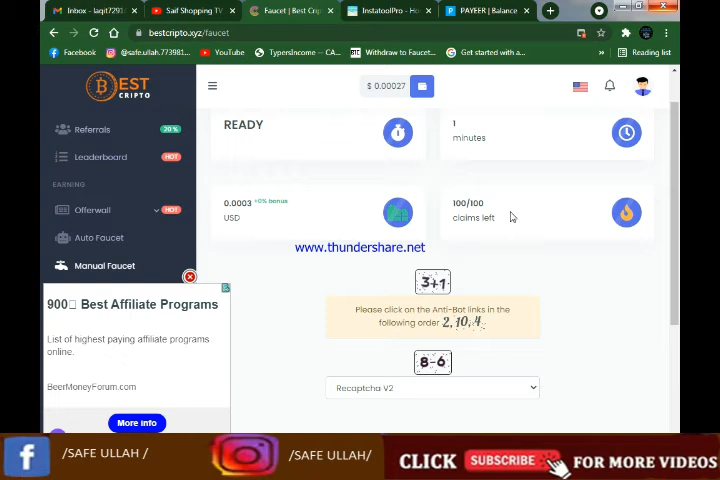 Inbox - laqit7291
Saif Shopping TV
Faucet | Best Crip
InstatoolPro - Ho
PAYEER | Balance
bestcripto.xyz/faucet
Facebook
@safe.ullah.773981...
YouTube
TypersIncome -- CA...
Withdraw to Faucet...
Get started with a...
»
Reading list
BEST
CRIPTO
$ 0.00027
Referrals
20 %
READY
1
minutes
Leaderboard
HOT
EARNING
Offerwall
HOT
0.0003 +0% bonus
USD
100/100
claims left
Auto Faucet
www.thundershare.net
Manual Faucet
3+1
900 Best Affiliate Programs
Please click on the Anti-Bot links in the
following order 2, 10, 4
List of highest paying affiliate programs
online.
8-6
BeerMoneyForum.com
Recaptcha V2
More info
/SAFE ULLAH /
/SAFE ULLAH/
CLICK SUBSCRIBE FOR MORE VIDEOS